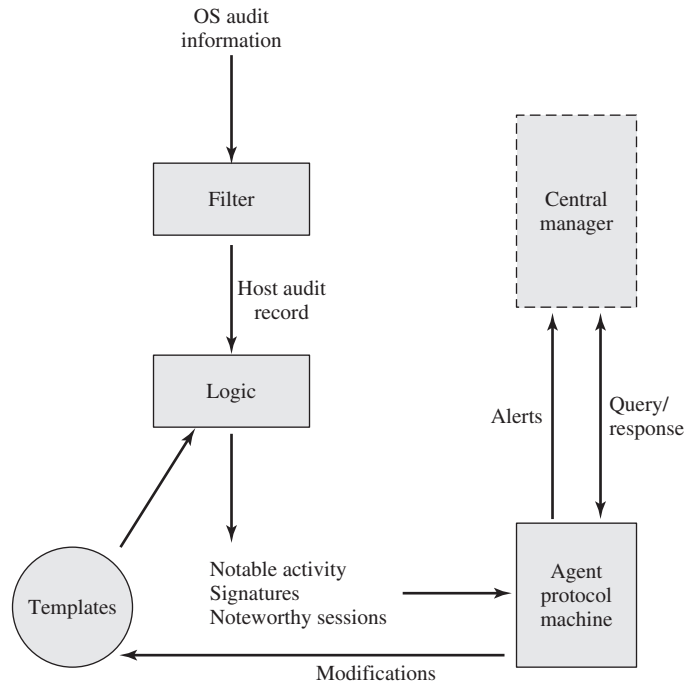 OS audit
information
Filter
Central
manager
Host audit
record
Logic
Alerts
Query/
response
Notable activity
Signatures
Noteworthy sessions
Agent
protocol
machine
Templates
Modifications